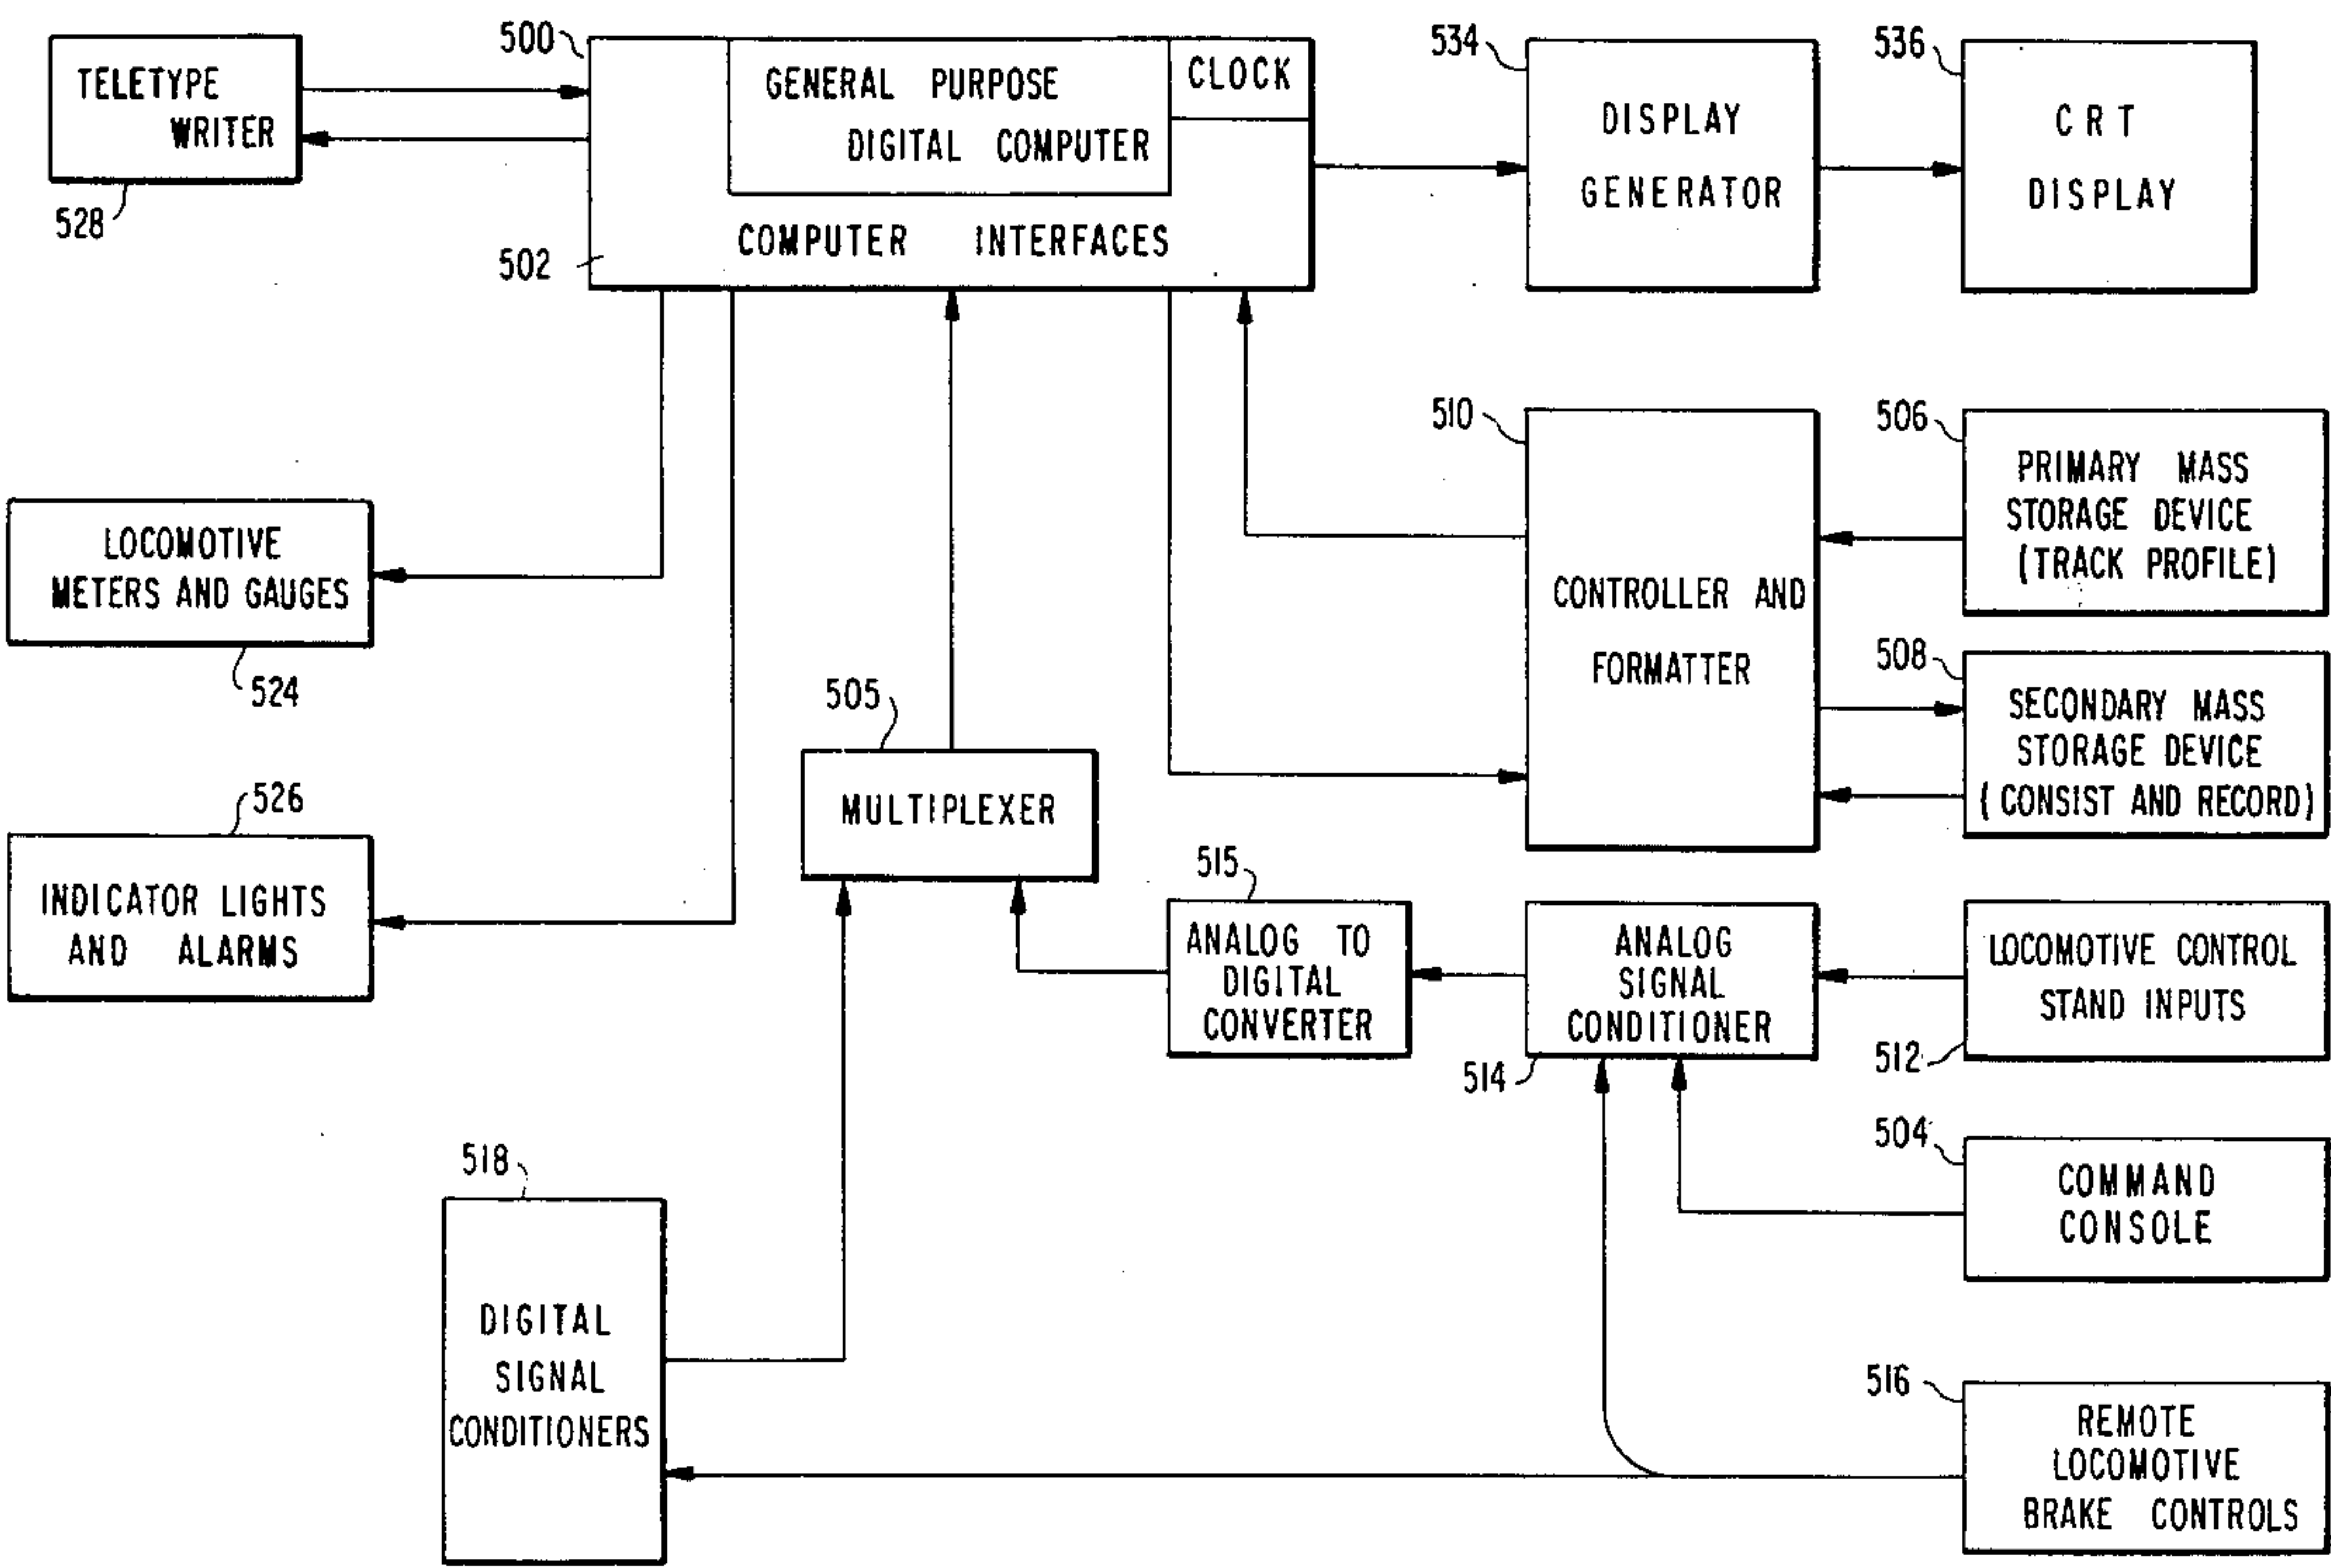 TELETYPE
WRITER
528
500
GENERAL PURPOSE
DIGITAL COMPUTER
CLOCK
COMPUTER INTERFACES
502
534
DISPLAY
GENERATOR
536
CRT
DISPLAY
LOCOMOTIVE
METERS AND GAUGES
524
526
INDICATOR LIGHTS
AND ALARMS
505
MULTIPLEXER
510
CONTROLLER AND
FORMATTER
506
PRIMARY MASS
STORAGE DEVICE
(TRACK PROFILE)
508
SECONDARY MASS
STORAGE DEVICE
(CONSIST AND RECORD)
515
ANALOG TO
DIGITAL
CONVERTER
ANALOG
SIGNAL
CONDITIONER
514
LOCOMOTIVE CONTROL
STAND INPUTS
512
504
COMMAND
CONSOLE
518
DIGITAL
SIGNAL
CONDITIONERS
516
REMOTE
LOCOMOTIVE
BRAKE CONTROLS